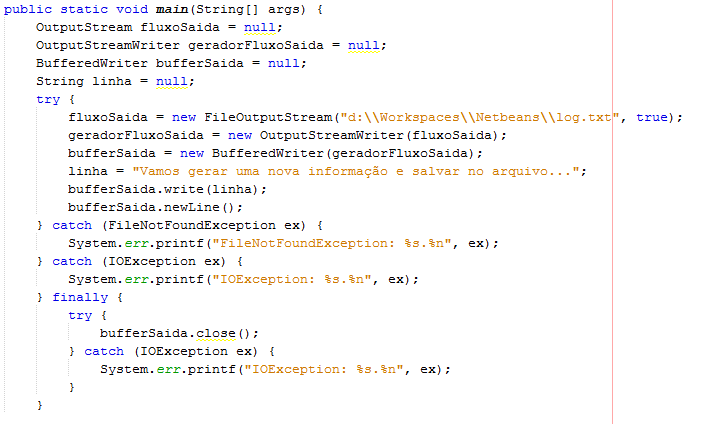 public static void main(String[] args) {
    OutputStream fluxoSaida = null;
    OutputStreamWriter geradorFluxoSaida = null;
    BufferedWriter bufferSaida = null;
    String linha = null;
    try {
        fluxoSaida = new FileOutputStream("d:\\Workspaces\\Netbeans\\log.txt", true);
        geradorFluxoSaida = new OutputStreamWriter(fluxoSaida);
        bufferSaida = new BufferedWriter(geradorFluxoSaida);
        linha = "Vamos gerar uma nova informação e salvar no arquivo...";
        bufferSaida.write(linha);
        bufferSaida.newLine();
    } catch (FileNotFoundException ex) {
        System.err.printf("FileNotFoundException: %s.%n", ex);
    } catch (IOException ex) {
        System.err.printf("IOException: %s.%n", ex);
    } finally {
        try {
            bufferSaida.close();
        } catch (IOException ex) {
            System.err.printf("IOException: %s.%n", ex);
        }
    }